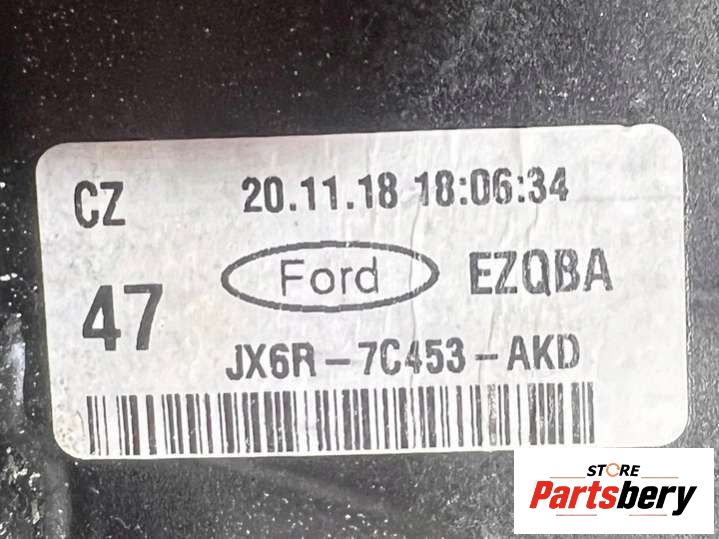 CZ 20.11.18 18:06:34
47 Ford EZQBA
JX6R-7C453-AKD
STORE
Partsbery